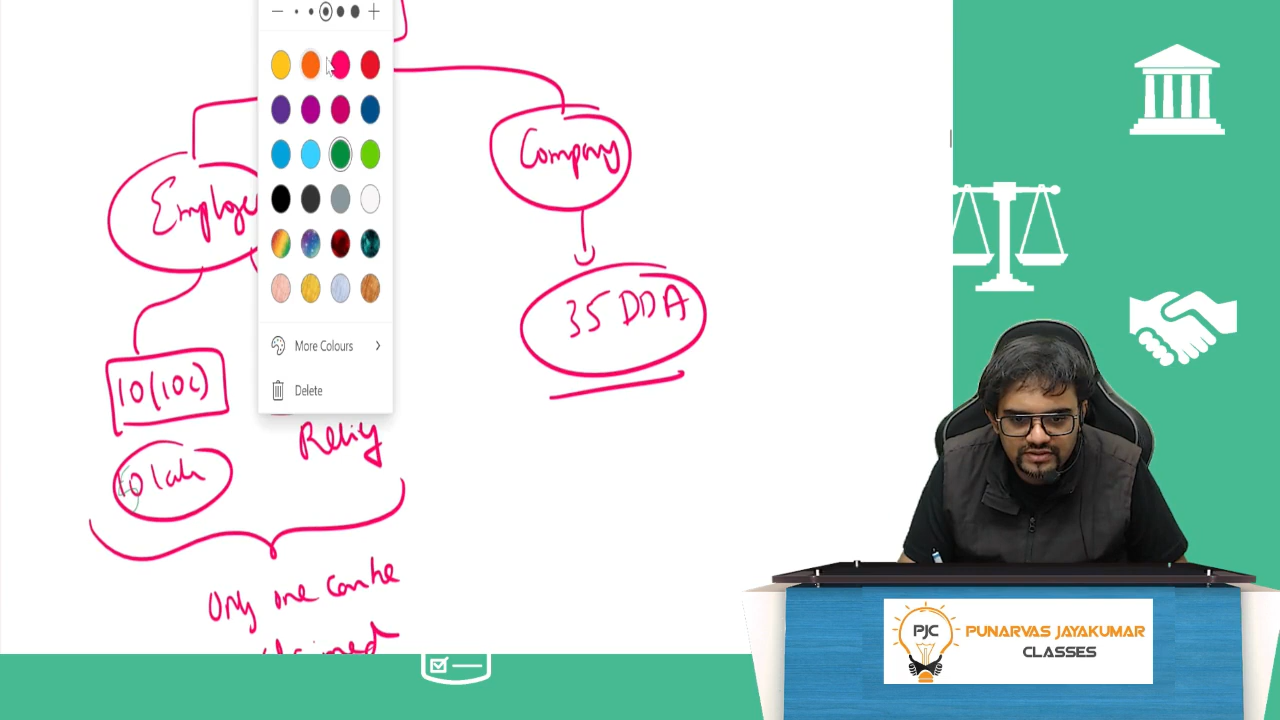 Company
Employe
35 DDA
More Colours
Delete
10(10C)
Relief
lakh
Only one can be
claimed
PJC
PUNARVAS JAYAKUMAR
CLASSES